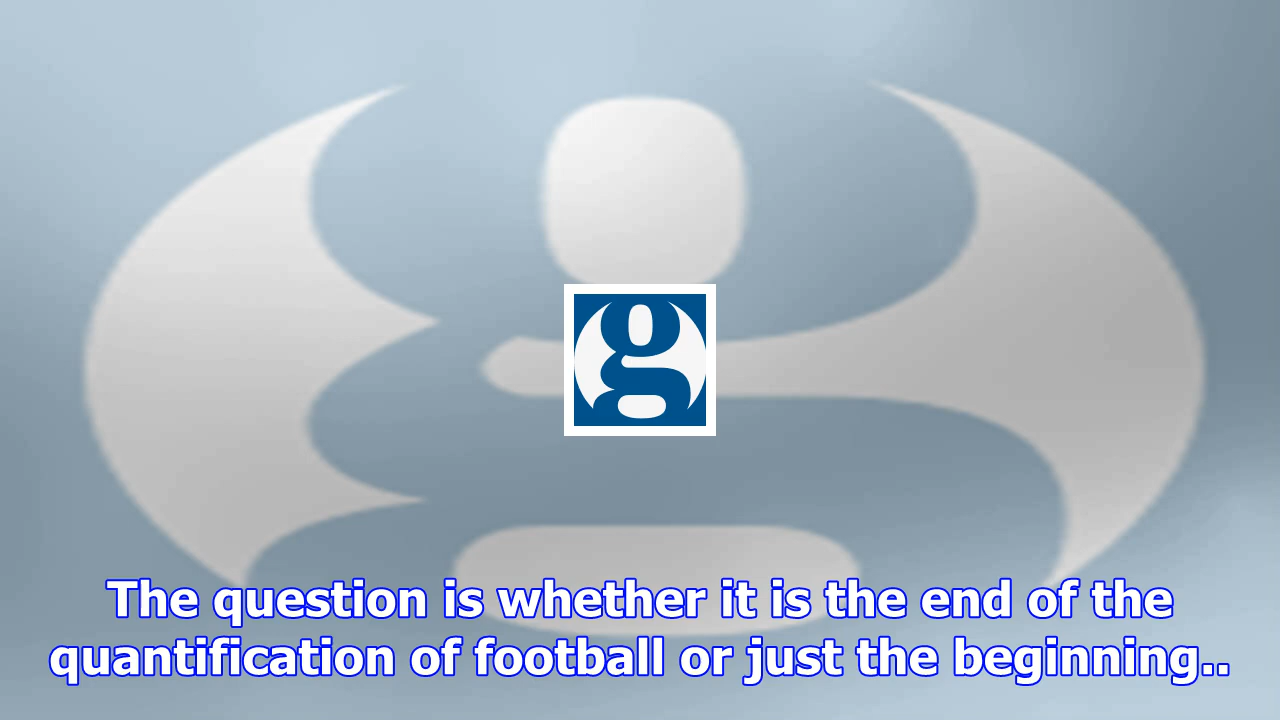 g
The question is whether it is the end of the
quantification of football or just the beginning..